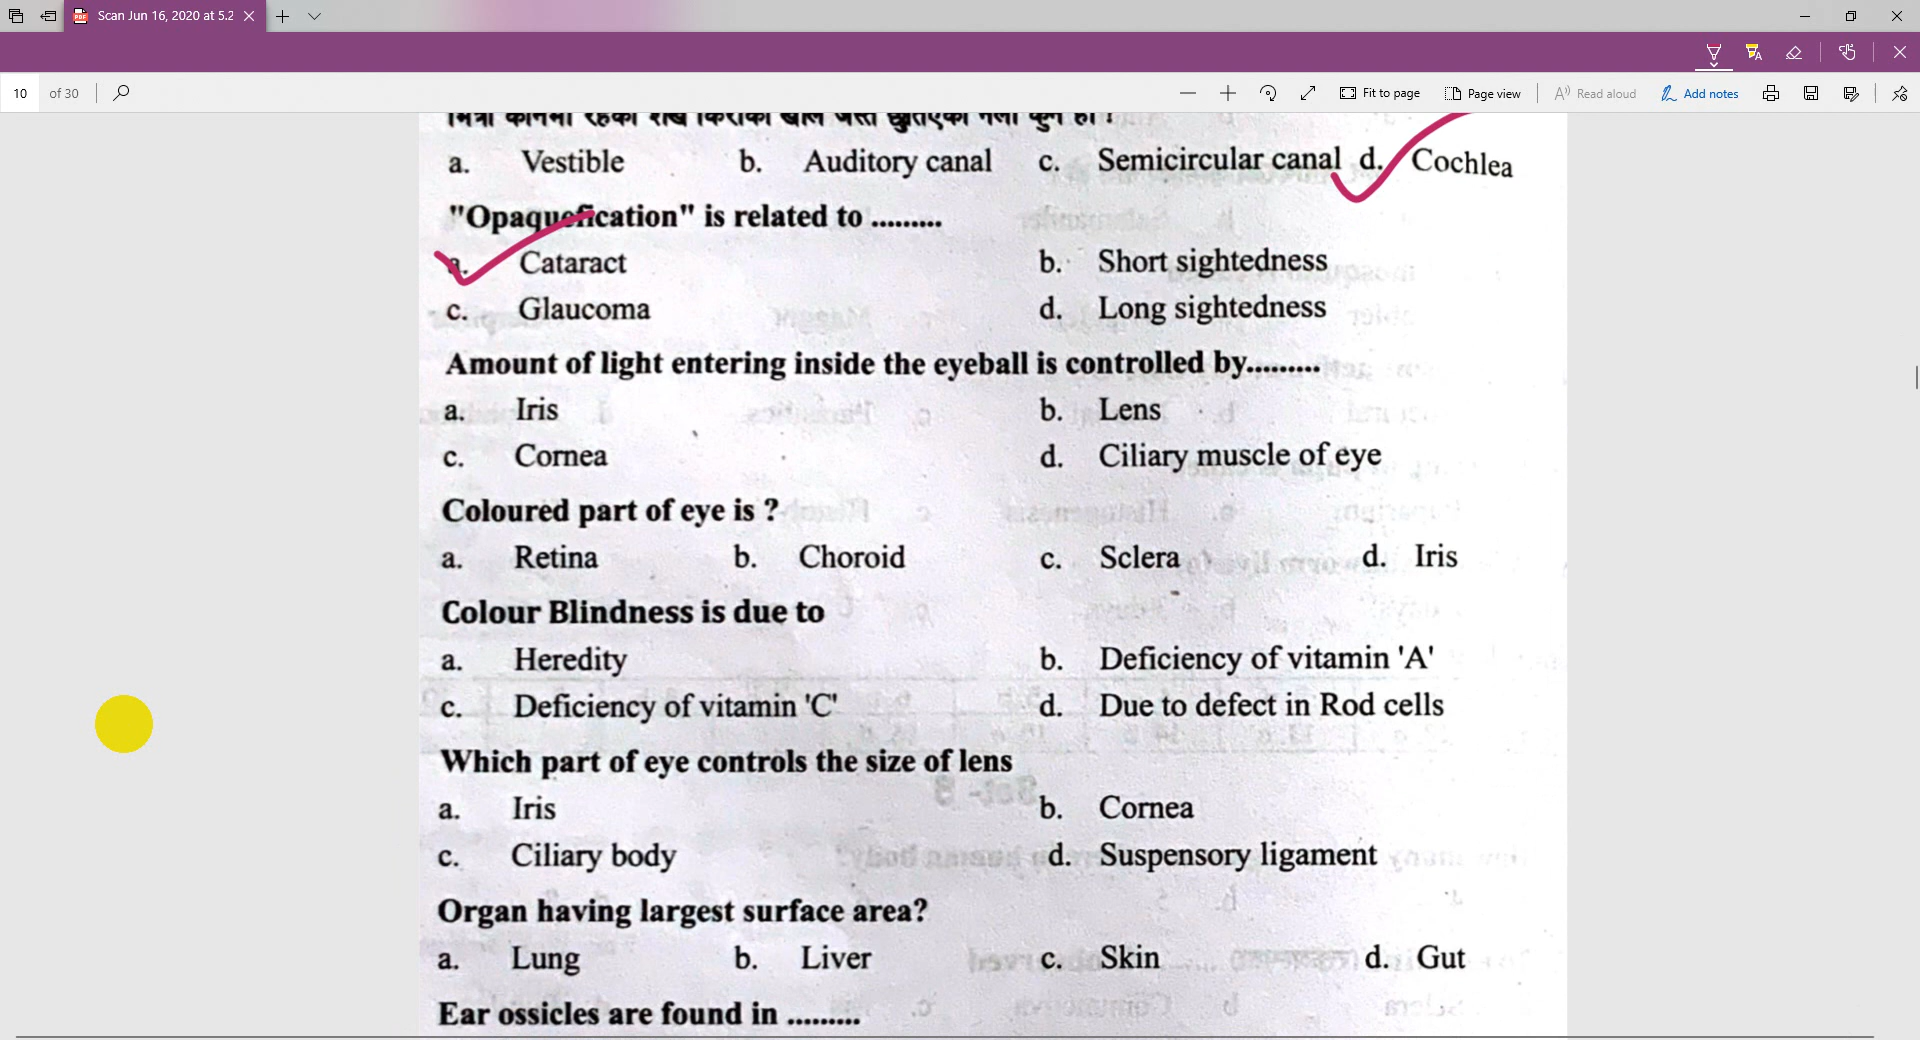 Scan Jun 16, 2020 at 5.2
10 of 30
Fit to page
Page view
Read aloud
Add notes
a. Vestible b. Auditory canal c. Semicircular canal d. Cochlea
"Opaquefication" is related to .........
a. Cataract b. Short sightedness
c. Glaucoma d. Long sightedness
Amount of light entering inside the eyeball is controlled by.........
a. Iris b. Lens
c. Cornea d. Ciliary muscle of eye
Coloured part of eye is ?
a. Retina b. Choroid c. Sclera d. Iris
Colour Blindness is due to
a. Heredity b. Deficiency of vitamin 'A'
c. Deficiency of vitamin 'C' d. Due to defect in Rod cells
Which part of eye controls the size of lens
a. Iris b. Cornea
c. Ciliary body d. Suspensory ligament
Organ having largest surface area?
a. Lung b. Liver c. Skin d. Gut
Ear ossicles are found in .........